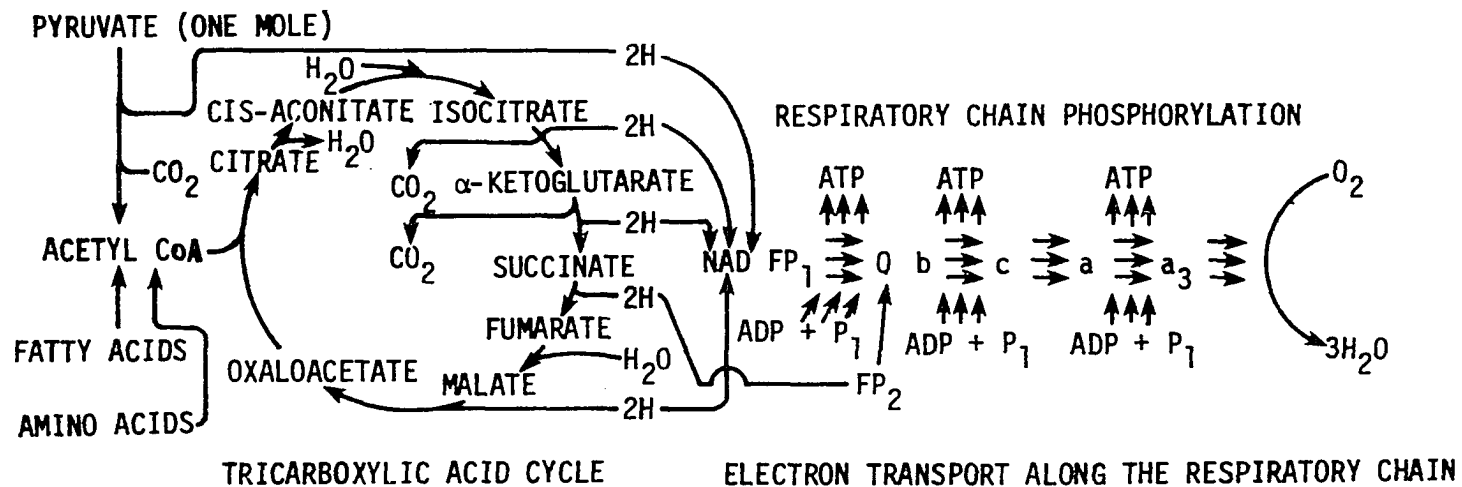 PYRUVATE (ONE MOLE)
2H
H2O
CIS-ACONITATE ISOCITRATE
2H
RESPIRATORY CHAIN PHOSPHORYLATION
H2O
CITRATE
CO2
CO2
α-KETOGLUTARATE
ATP
ATP
ATP
O2
2H
ACETYL CoA
CO2
SUCCINATE
NAD FP1 Q b c a a3
2H
FUMARATE
ADP + P1
ADP + P1
ADP + P1
FATTY ACIDS
H2O
3H2O
OXALOACETATE
MALATE
FP2
2H
AMINO ACIDS
TRICARBOXYLIC ACID CYCLE
ELECTRON TRANSPORT ALONG THE RESPIRATORY CHAIN